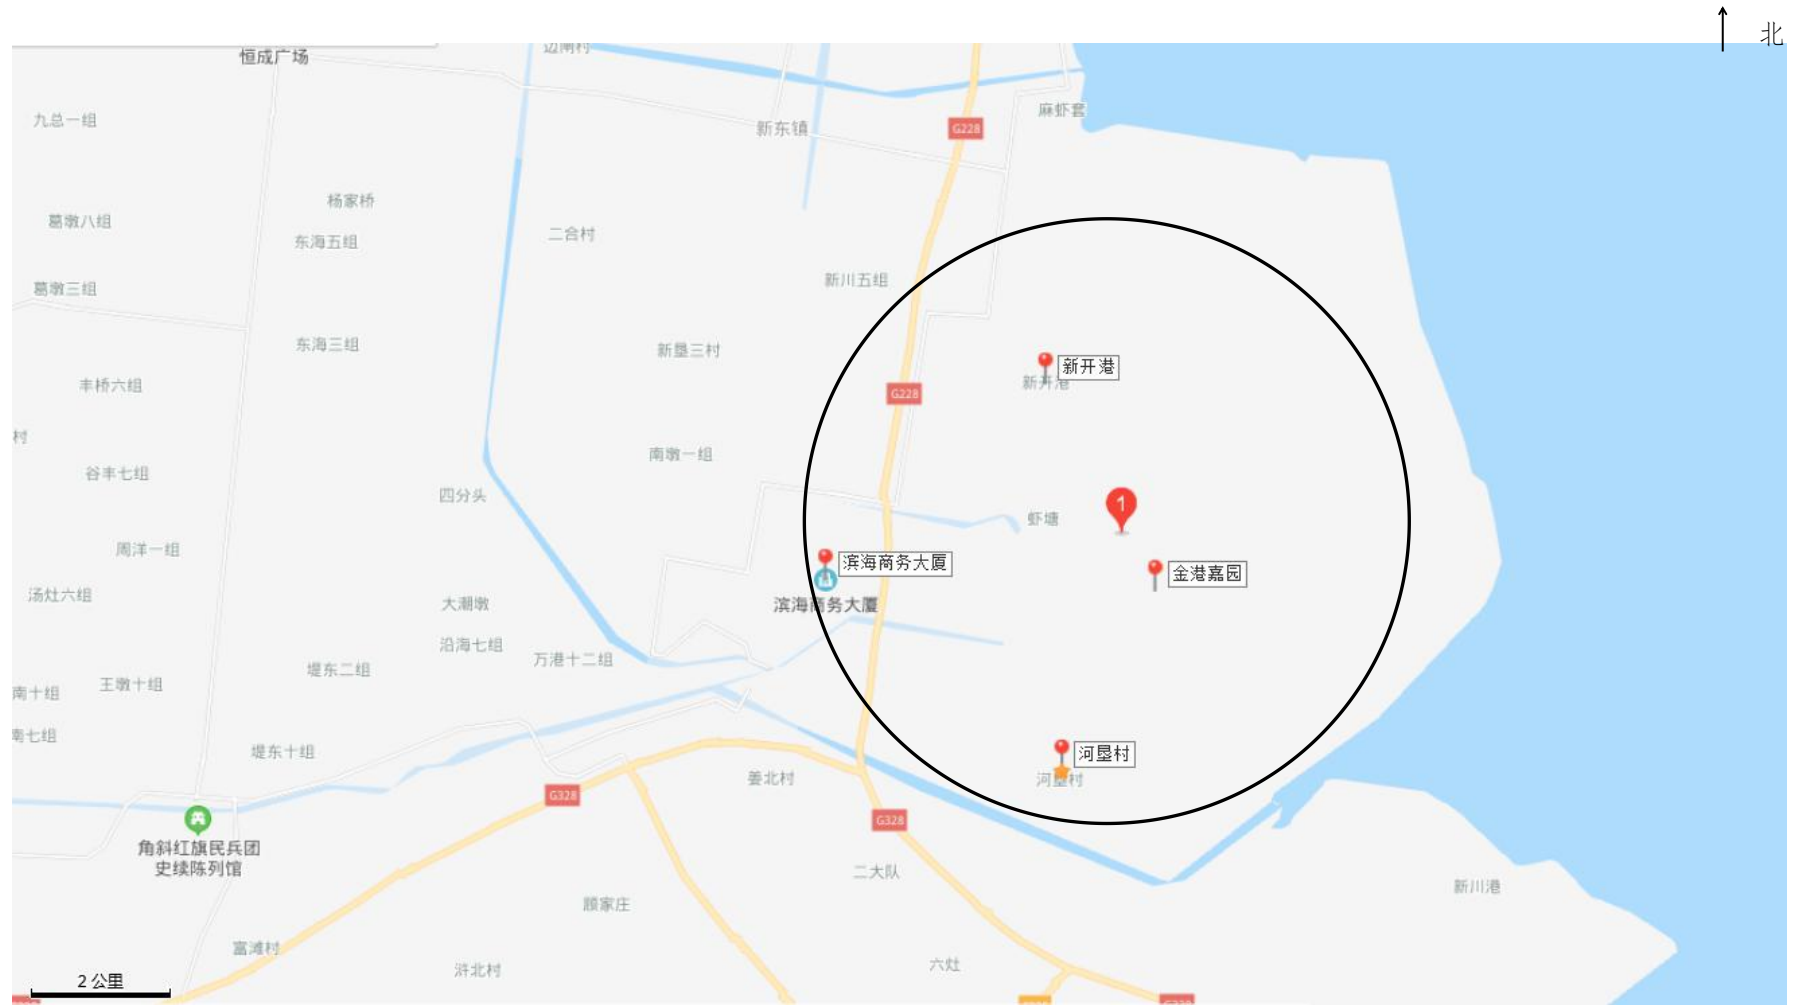 北
恒成广场
边闸村
九总一组
新东镇
G228
麻虾套
杨家桥
葛墩八组
东海五组
二合村
新川五组
葛墩三组
东海三组
新垦三村
新开港
新开港
丰桥六组
G228
村
南墩一组
谷丰七组
四分头
1
虾塘
周洋一组
滨海商务大厦
金港嘉园
汤灶六组
大潮墩
滨海商务大厦
沿海七组
万港十二组
堤东二组
王墩十组
南十组
南七组
堤东十组
河垦村
姜北村
河垦村
G328
G328
角斜红旗民兵团
史续陈列馆
二大队
新川港
顾家庄
富滩村
浒北村
六灶
2 公里